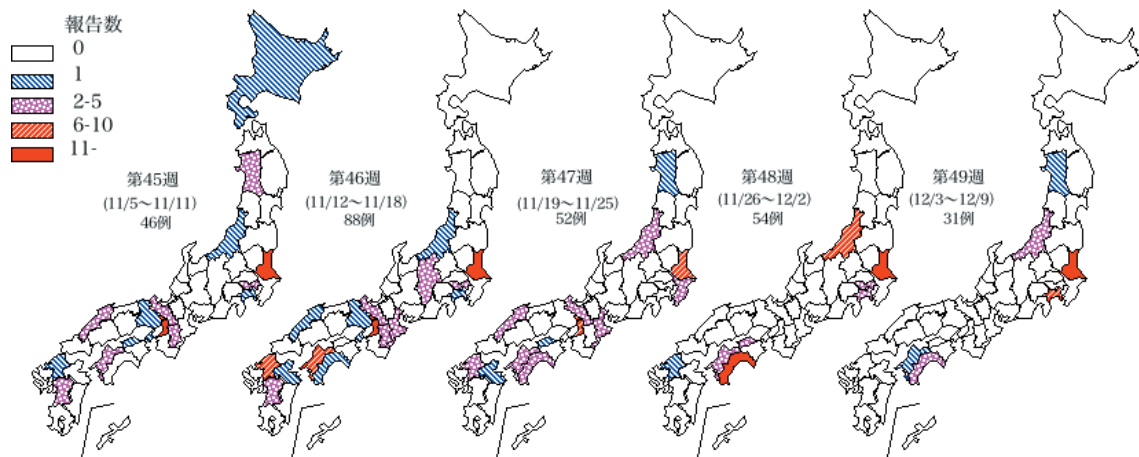 報告数
0
1
2-5
6-10
11-
第45週
(11/5～11/11)
46例
第46週
(11/12～11/18)
88例
第47週
(11/19～11/25)
52例
第48週
(11/26～12/2)
54例
第49週
(12/3～12/9)
31例